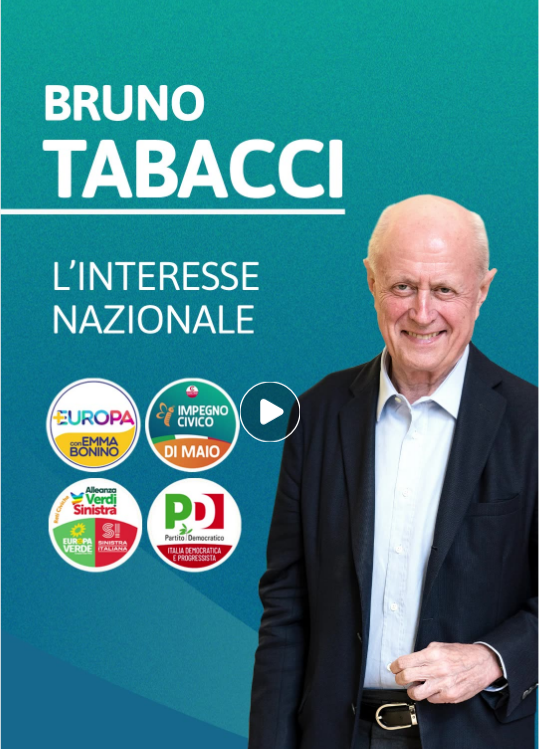 BRUNO
TABACCI
L'INTERESSE
NAZIONALE
+EUROPA
con EMMA
BONINO
IMPEGNO
CIVICO
DI MAIO
Alleanza
Verdi
Sinistra
EUROPA
VERDE
SI
SINISTRA
ITALIANA
PD
Partito Democratico
ITALIA DEMOCRATICA
E PROGRESSISTA